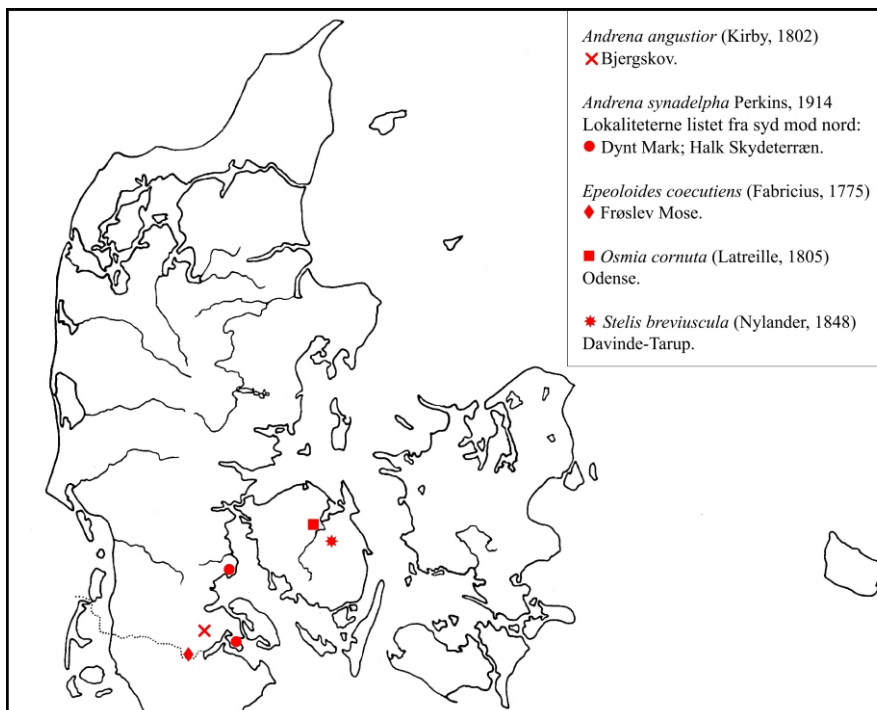 Andrena angustior (Kirby, 1802)
Bjergskov.
Andrena synadelpha Perkins, 1914
Lokaliteterne listet fra syd mod nord:
Dynt Mark; Halk Skydeterræn.
Epeoloides coecutiens (Fabricius, 1775)
Frøslev Mose.
Osmia cornuta (Latreille, 1805)
Odense.
Stelis breviuscula (Nylander, 1848)
Davinde-Tarup.